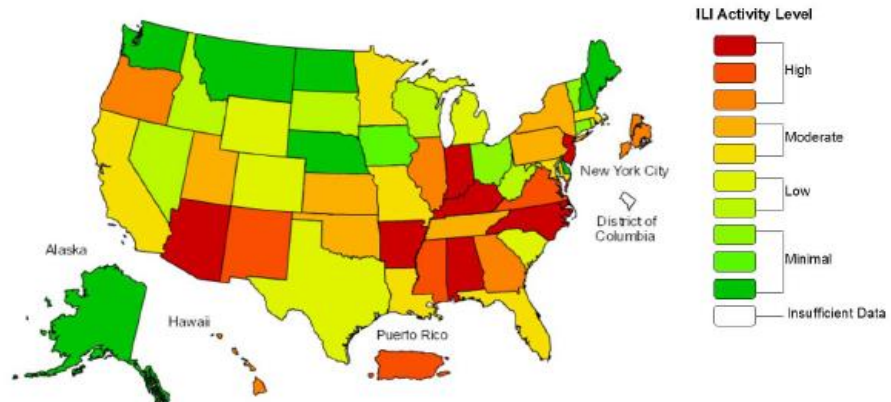 ILI Activity Level
High
Moderate
Low
Minimal
Insufficient Data
New York City
District of
Columbia
Alaska
Hawaii
Puerto Rico